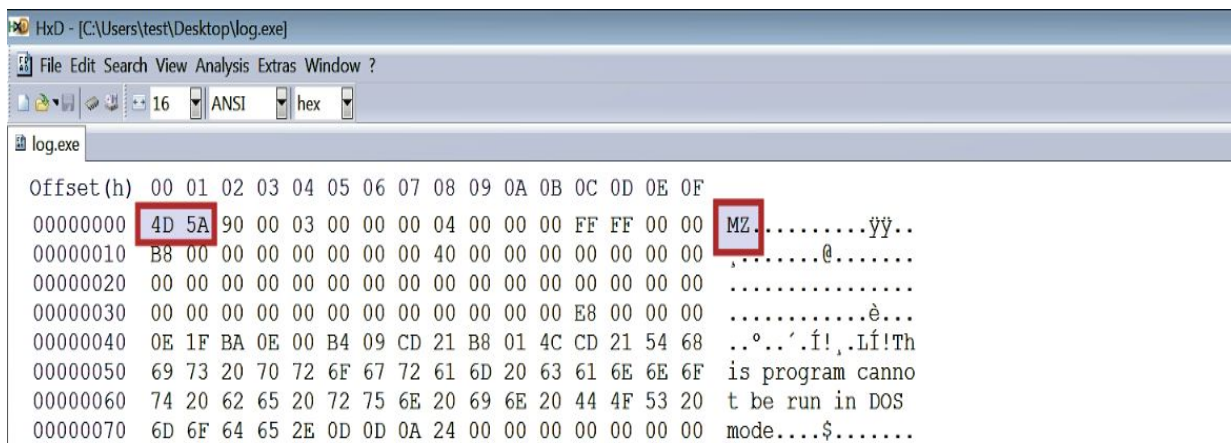 HxD - [C:\Users\test\Desktop\log.exe]
File Edit Search View Analysis Extras Window ?
16 ANSI hex
log.exe
Offset(h) 00 01 02 03 04 05 06 07 08 09 0A 0B 0C 0D 0E 0F
00000000 4D 5A 90 00 03 00 00 00 04 00 00 00 FF FF 00 00 MZ..........ÿÿ..
00000010 B8 00 00 00 00 00 00 00 40 00 00 00 00 00 00 00 ¸.......@.......
00000020 00 00 00 00 00 00 00 00 00 00 00 00 00 00 00 00 ................
00000030 00 00 00 00 00 00 00 00 00 00 00 00 E8 00 00 00 ............è...
00000040 0E 1F BA 0E 00 B4 09 CD 21 B8 01 4C CD 21 54 68 ..º..´.Í!¸.LÍ!Th
00000050 69 73 20 70 72 6F 67 72 61 6D 20 63 61 6E 6E 6F is program canno
00000060 74 20 62 65 20 72 75 6E 20 69 6E 20 44 4F 53 20 t be run in DOS
00000070 6D 6F 64 65 2E 0D 0D 0A 24 00 00 00 00 00 00 00 mode....$.......